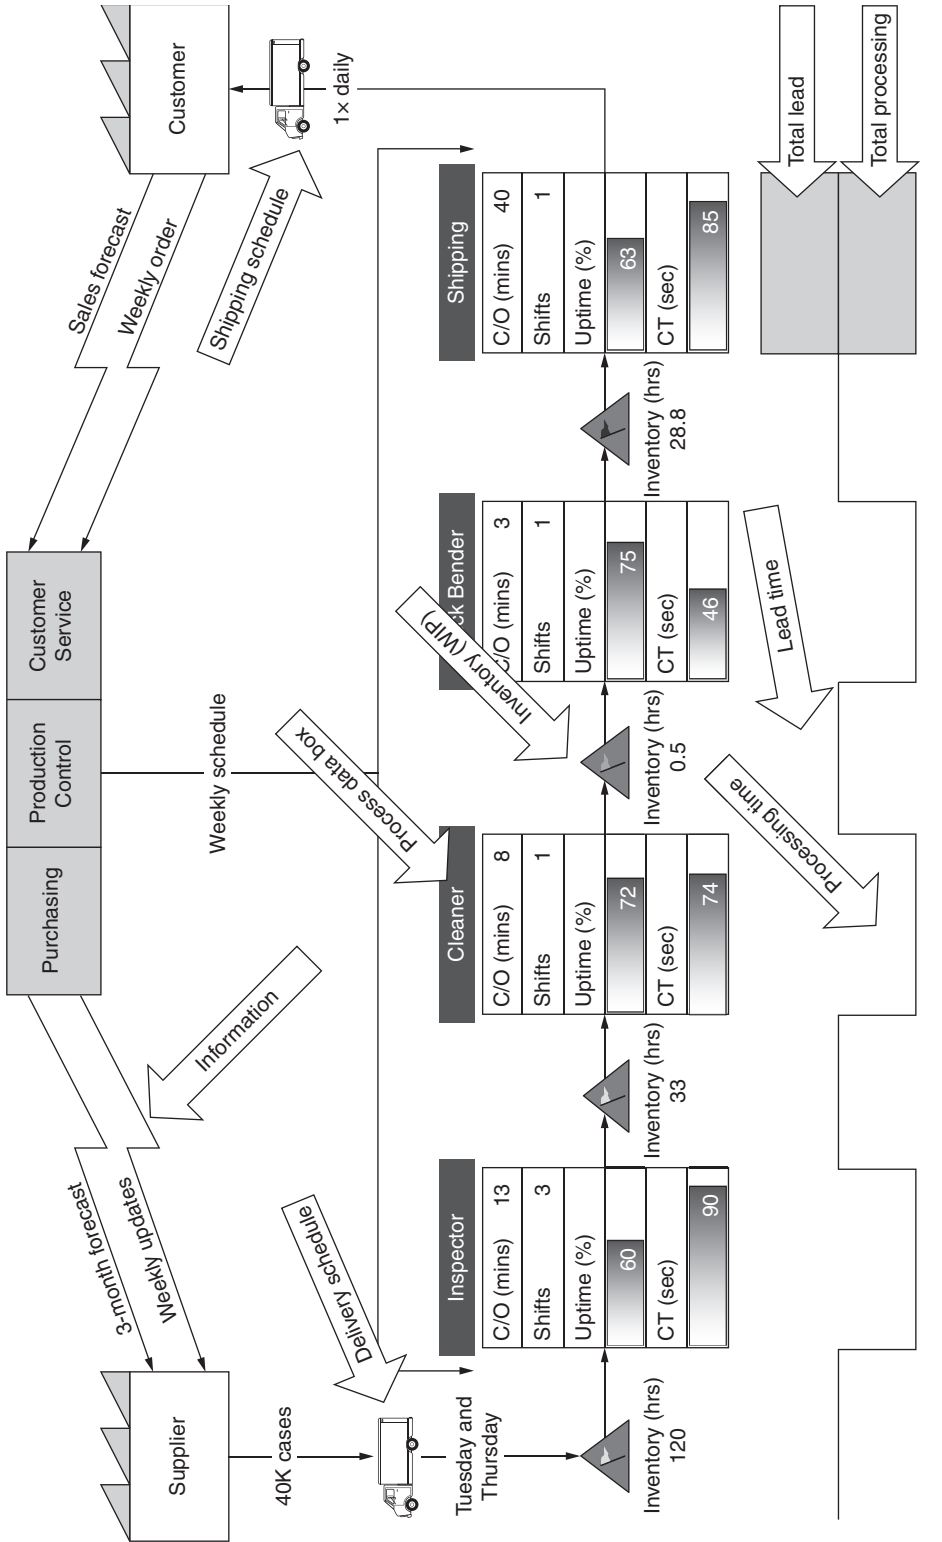 Supplier
Purchasing
Production
Control
Customer
Service
Customer
3-month forecast
Weekly updates
Information
Weekly schedule
Sales forecast
Weekly order
Shipping schedule
1× daily
40K cases
Delivery schedule
Tuesday and
Thursday
Process data box
Inventory (WIP)
Inventory (hrs)
120
Inspector
C/O (mins) 13
Shifts 3
Uptime (%)
60
CT (sec)
90
Inventory (hrs)
33
Cleaner
C/O (mins) 8
Shifts 1
Uptime (%)
72
CT (sec)
74
Inventory (hrs)
0.5
ck Bender
C/O (mins) 3
Shifts 1
Uptime (%)
75
CT (sec)
46
Inventory (hrs)
28.8
Shipping
C/O (mins) 40
Shifts 1
Uptime (%)
63
CT (sec)
85
Processing time
Lead time
Total lead
Total processing